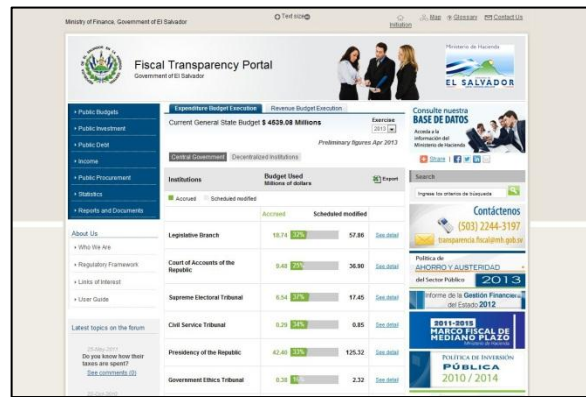 Ministry of Finance, Government of El Salvador
Text size
Initiation
Map
Glossary
Contact Us
Fiscal Transparency Portal
Government of El Salvador
Ministerio de Hacienda
EL SALVADOR
Public Budgets
Public Investment
Public Debt
Income
Public Procurement
Statistics
Reports and Documents
About Us
Who We Are
Regulatory Framework
Links of Interest
User Guide
Latest topics on the forum
Do you know how their
taxes are spent?
See comments (0)
Expenditure Budget Execution
Revenue Budget Execution
Current General State Budget $ 4539.08 Millions
Exercise
2013
Preliminary figures Apr 2013
Central Government
Decentralized Institutions
Institutions
Budget Used
Millions of dollars
Export
Accrued
Scheduled modified
Accrued
Scheduled modified
Legislative Branch
18.74 32% 57.86 See detail
Court of Accounts of the
Republic
25% 36.90 See detail
Supreme Electoral Tribunal
6.54 37% 17.45 See detail
Civil Service Tribunal
34% 0.85 See detail
Presidency of the Republic
42.40 33% 125.32 See detail
Government Ethics Tribunal
0.38 16% 2.32 See detail
Consulte nuestra
BASE DE DATOS
Acceda a la
información del
Ministerio de Hacienda
Share
Search
Ingrese los criterios de búsqueda
Contáctenos
(503) 2244-3197
transparencia.fiscal@mh.gob.sv
Política de
AHORRO Y AUSTERIDAD
del Sector Público 2013
Informe de la Gestión Financiera
del Estado 2012
2011-2015
MARCO FISCAL DE
MEDIANO PLAZO
Ministerio de Hacienda
POLÍTICA DE INVERSIÓN
PÚBLICA
2010 / 2014